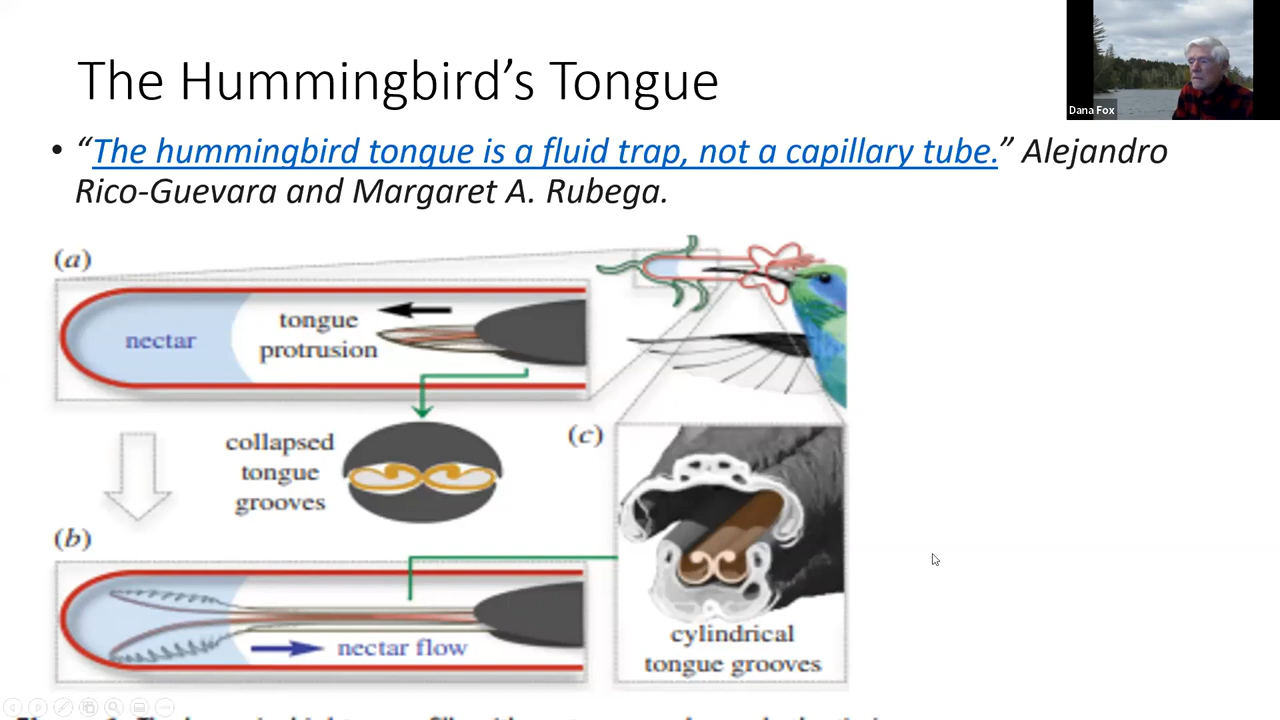 The Hummingbird's Tongue
Dana Fox
• “The hummingbird tongue is a fluid trap, not a capillary tube.” Alejandro
Rico-Guevara and Margaret A. Rubega.
(a)
nectar
tongue
protrusion
collapsed
tongue
grooves
(c)
(b)
nectar flow
cylindrical
tongue grooves